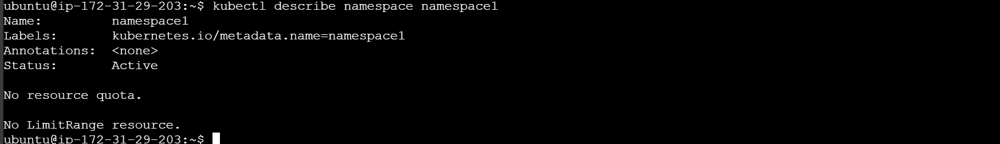 ubuntu@ip-172-31-29-203:~$ kubectl describe namespace namespace1
Name:         namespace1
Labels:       kubernetes.io/metadata.name=namespace1
Annotations:  <none>
Status:       Active
No resource quota.
No LimitRange resource.
ubuntu@ip-172-31-29-203:~$